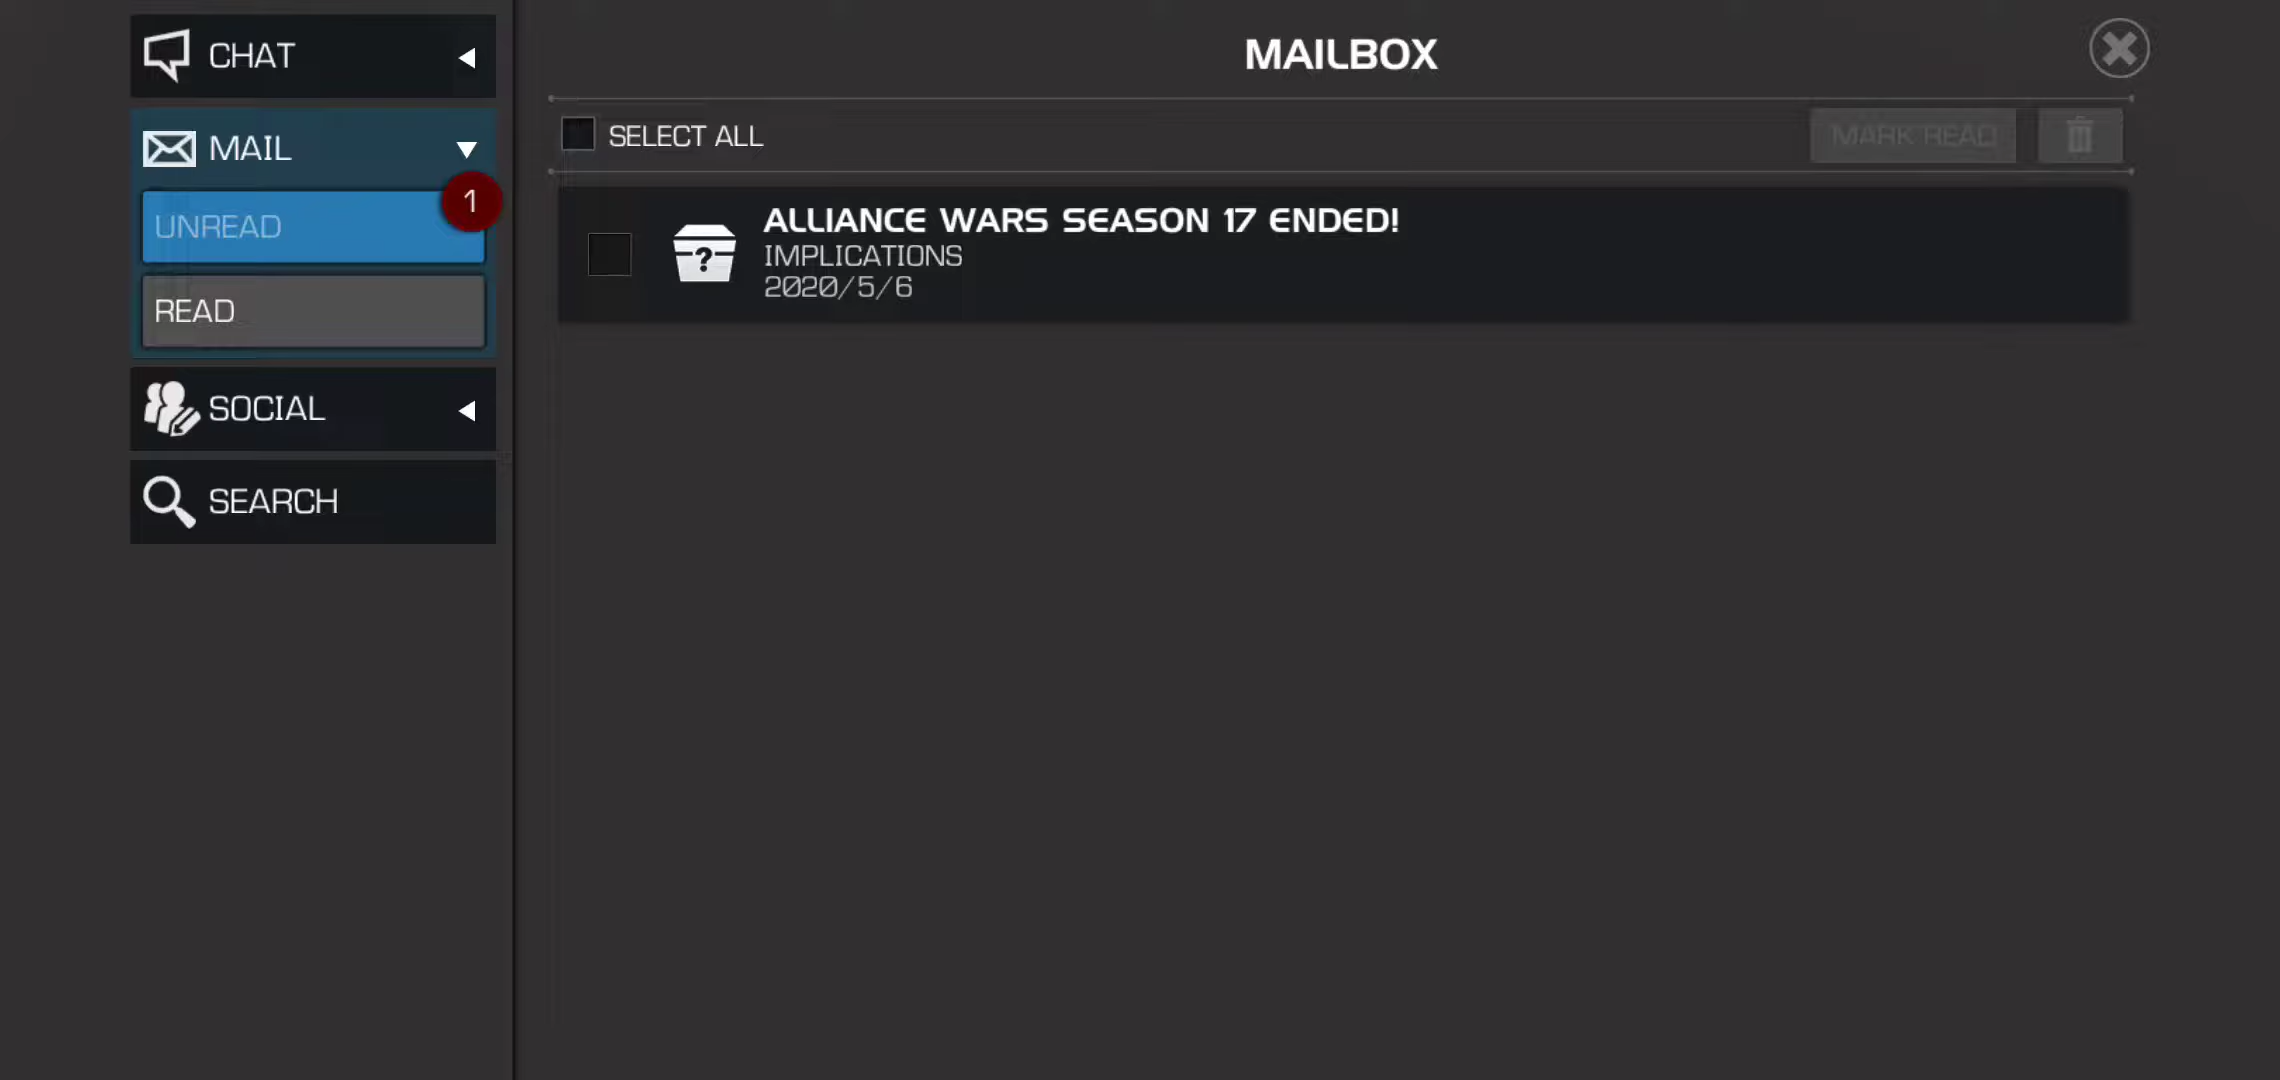 CHAT
MAIL
1
UNREAD
READ
SOCIAL
SEARCH
MAILBOX
SELECT ALL
MARK READ
ALLIANCE WARS SEASON 17 ENDED!
IMPLICATIONS
2020/5/6